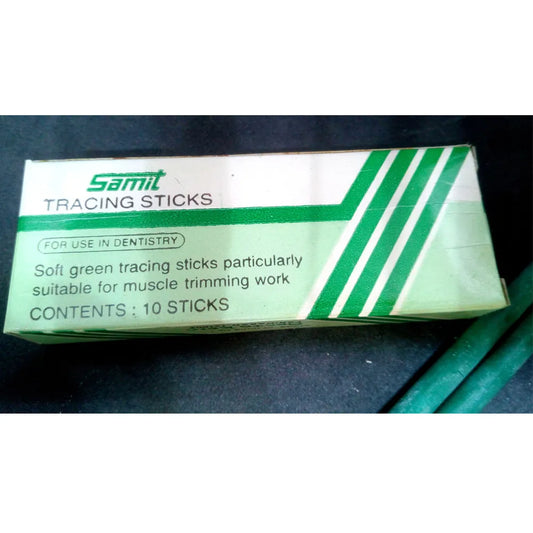 Samit
TRACING STICKS
FOR USE IN DENTISTRY
Soft green tracing sticks particularly
suitable for muscle trimming work
CONTENTS : 10 STICKS